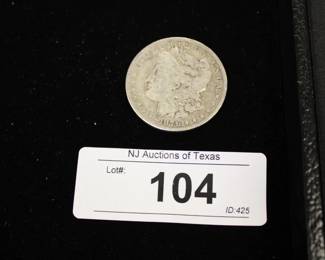 NJ Auctions of Texas
Lot#:
104
ID:425